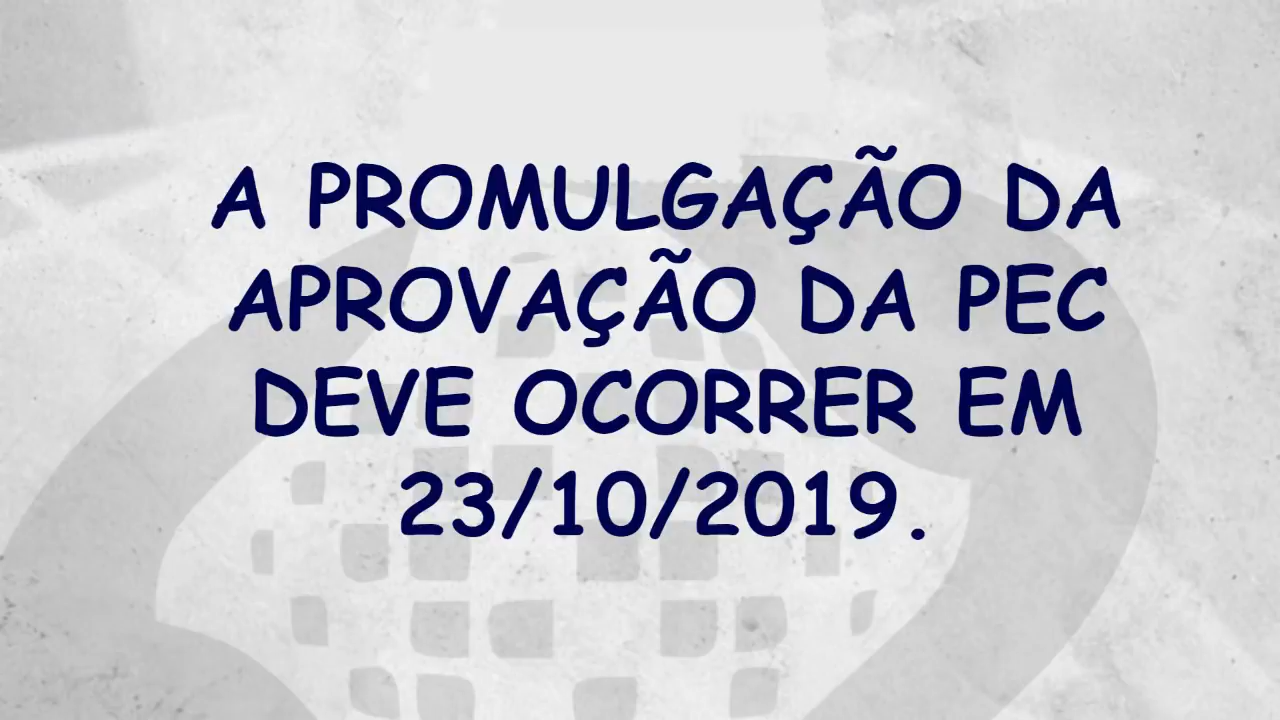 A PROMULGAÇÃO DA
APROVAÇÃO DA PEC
DEVE OCORRER EM
23/10/2019.